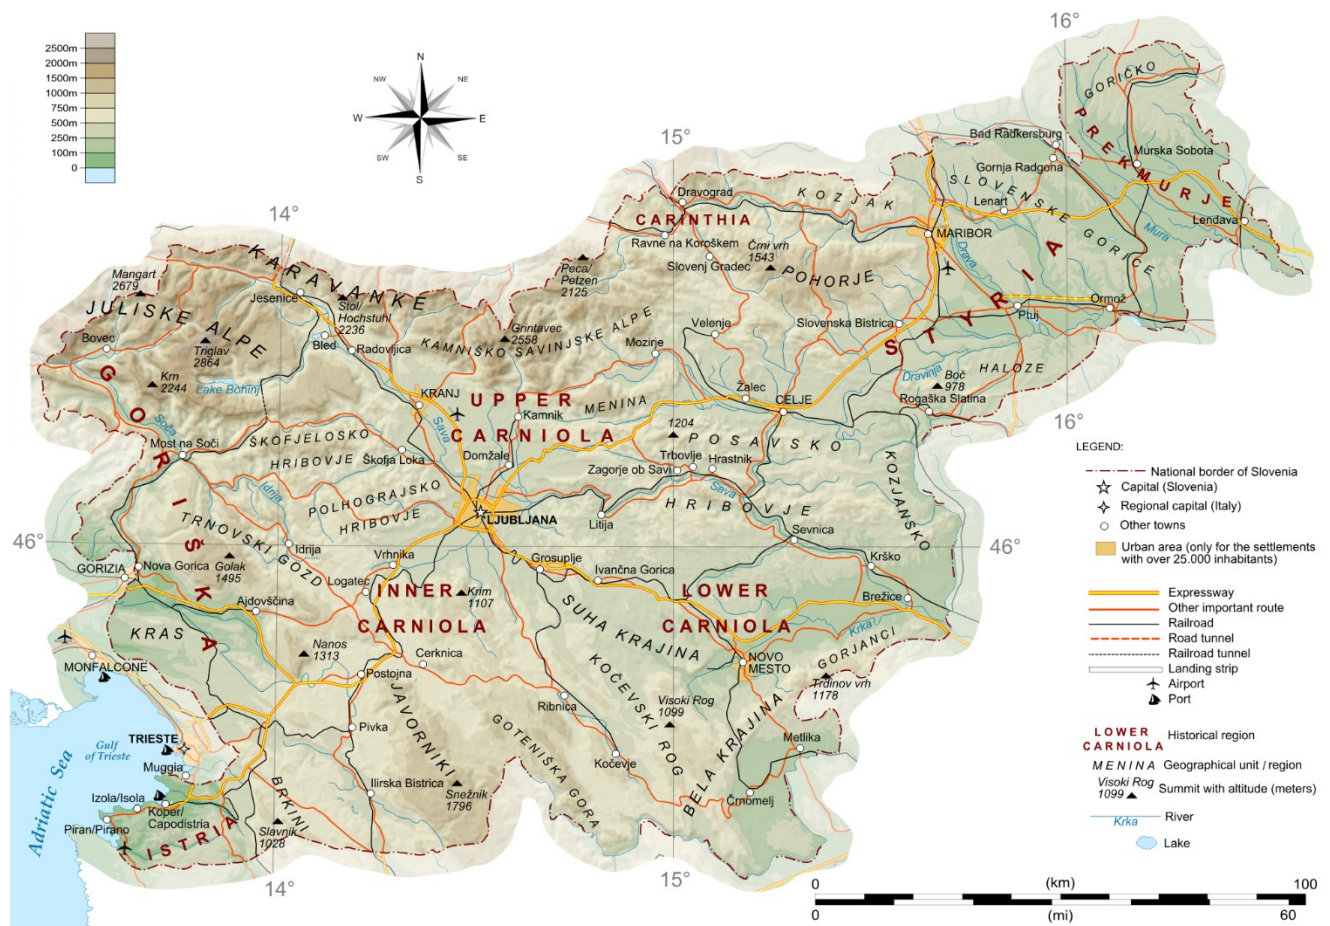 2500m
2000m
1500m
1000m
750m
500m
250m
100m
0
N
NW
NE
W
E
SW
SE
S
16°
15°
14°
GORIČKO
PREKMURJE
Bad Radkersburg
Gornja Radgona
Murska Sobota
SLOVENSKE GORICE
Lenart
Lendava
Mura
Dravograd
KOZJAK
CARINTHIA
Ravne na Koroškem
Črni vrh
1543
Slovenj Gradec
POHORJE
MARIBOR
Drava
STYRIA
Ormož
Ptuj
KARAVANKE
Mangart
2679
Jesenice
Stol/
Hochstuhl
2236
Peca/
Petzen
2125
JULISKE ALPE
Bovec
Triglav
2864
Bled
Radovljica
KAMNIŠKO SAVINJSKE ALPE
Grintavec
2558
Mozirje
Velenje
Slovenska Bistrica
Krn
2244
Lake Bohinj
Dravinja
Boč
978
HALOZE
Rogaška Slatina
16°
GORIŠKA
Soča
KRANJ
Sava
UPPER
CARNIOLA
Kamnik
MENINA
Žalec
CELJE
Most na Soči
ŠKOFJELOSKO
HRIBOVJE
Škofja Loka
Domžale
1204
POSAVSKO
HRIBOVJE
Trbovlje
Zagorje ob Savi
Hrastnik
Sava
KOZJANSKO
Idrija
POLHOGRAJSKO
HRIBOVJE
LJUBLJANA
Litija
Sevnica
TRNOVSKI GOZD
46°
Idrija
Vrhnika
Grosuplje
46°
GORIZIA
Nova Gorica
Golak
1495
Logatec
Ivančna Gorica
Krško
Ajdovščina
INNER
CARNIOLA
Krim
1107
LOWER
CARNIOLA
Brežice
SUHA KRAJINA
Krka
GORJANCI
KRAS
Nanos
1313
MONFALCONE
Cerknica
Postojna
NOVO
MESTO
Trdinov vrh
1178
JAVORNIKI
Ribnica
KOČEVSKI ROG
Visoki Rog
1099
TRIESTE
Gulf
of Trieste
Pivka
GOTENIŠKA GORA
BELA KRAJINA
Metlika
Muggia
Kočevje
Adriatic Sea
Izola/Isola
Koper/
Capodistria
Piran/Pirano
BRKINI
Ilirska Bistrica
Snežnik
1796
Črnomelj
ISTRIA
Slavnik
1028
14°
15°
LEGEND:
National border of Slovenia
Capital (Slovenia)
Regional capital (Italy)
Other towns
Urban area (only for the settlements
with over 25.000 inhabitants)
Expressway
Other important route
Railroad
Road tunnel
Railroad tunnel
Landing strip
Airport
Port
LOWER
CARNIOLA
Historical region
MENINA
Geographical unit / region
Visoki Rog
1099
Summit with altitude (meters)
Krka
River
Lake
0
(km)
100
0
(mi)
60